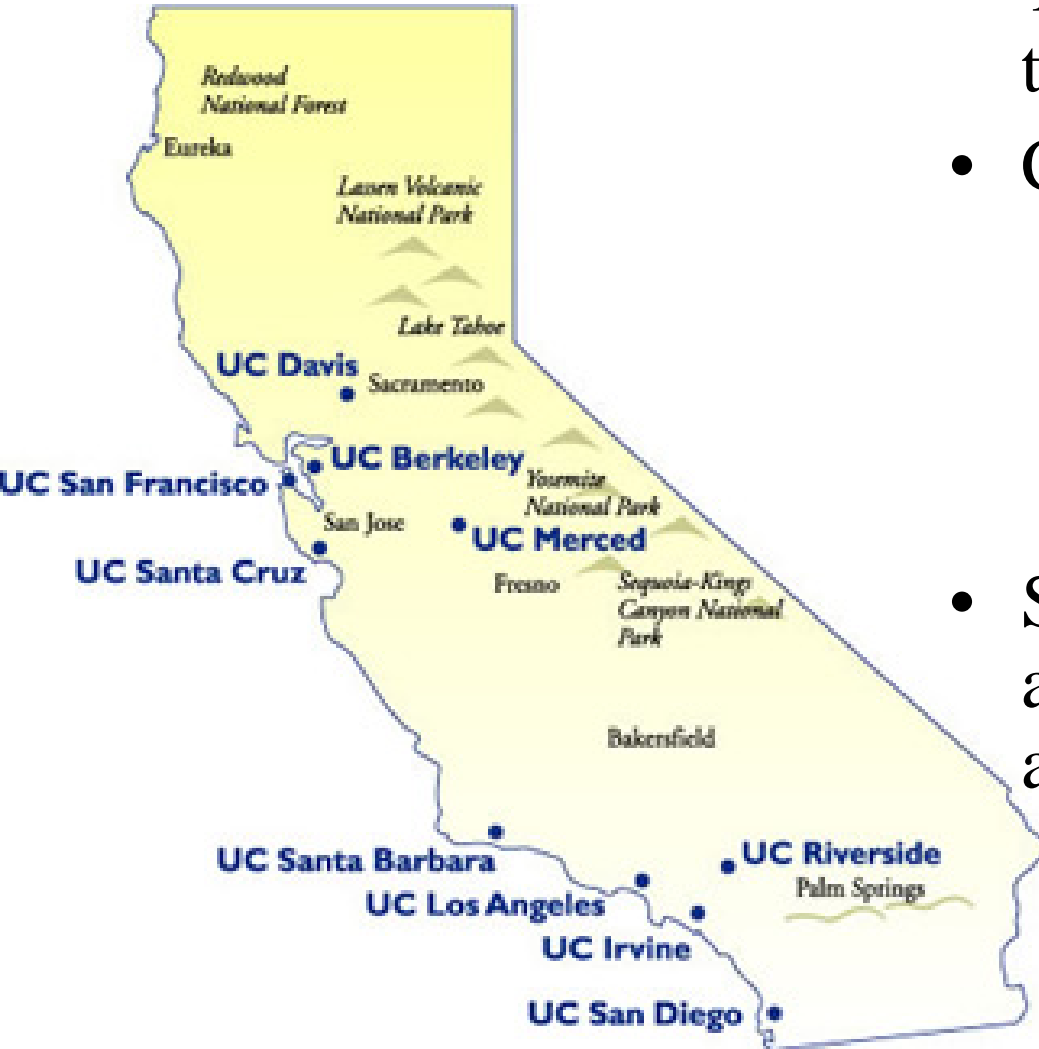 Redwood
National Forest
Eureka
Lassen Volcanic
National Park
Lake Tahoe
UC Davis
Sacramento
UC Berkeley
UC San Francisco
Yosemite
National Park
San Jose
UC Merced
UC Santa Cruz
Fresno
Sequoia-Kings
Canyon National
Park
Bakersfield
UC Santa Barbara
UC Riverside
Palm Springs
UC Los Angeles
UC Irvine
UC San Diego
t
•
• S
a
a